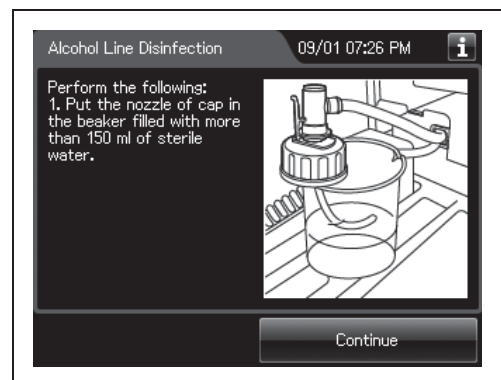 Alcohol Line Disinfection
09/01 07:26 PM
i
Perform the following:
1. Put the nozzle of cap in
the beaker filled with more
than 150 ml of sterile
water.
Continue